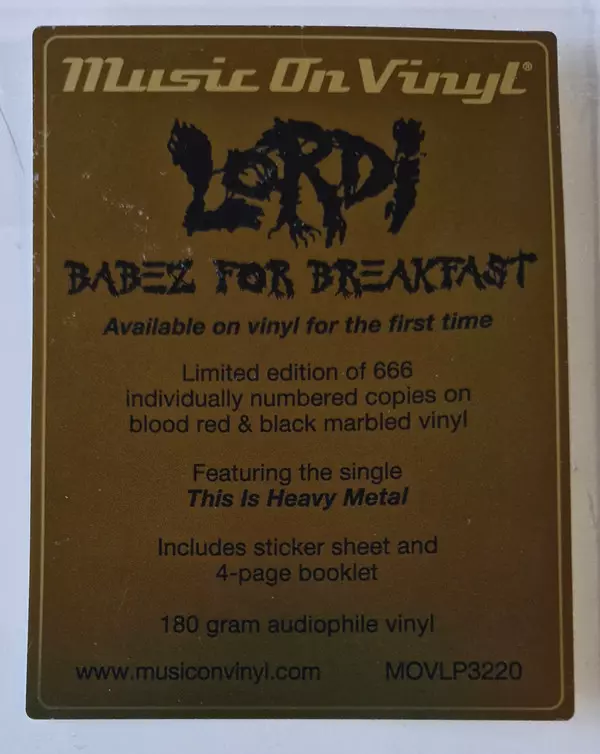 Music On Vinyl®
LORDI
BABEZ FOR BREAKFAST
Available on vinyl for the first time
Limited edition of 666
individually numbered copies on
blood red & black marbled vinyl
Featuring the single
This Is Heavy Metal
Includes sticker sheet and
4-page booklet
180 gram audiophile vinyl
www.musiconvinyl.com MOVLP3220